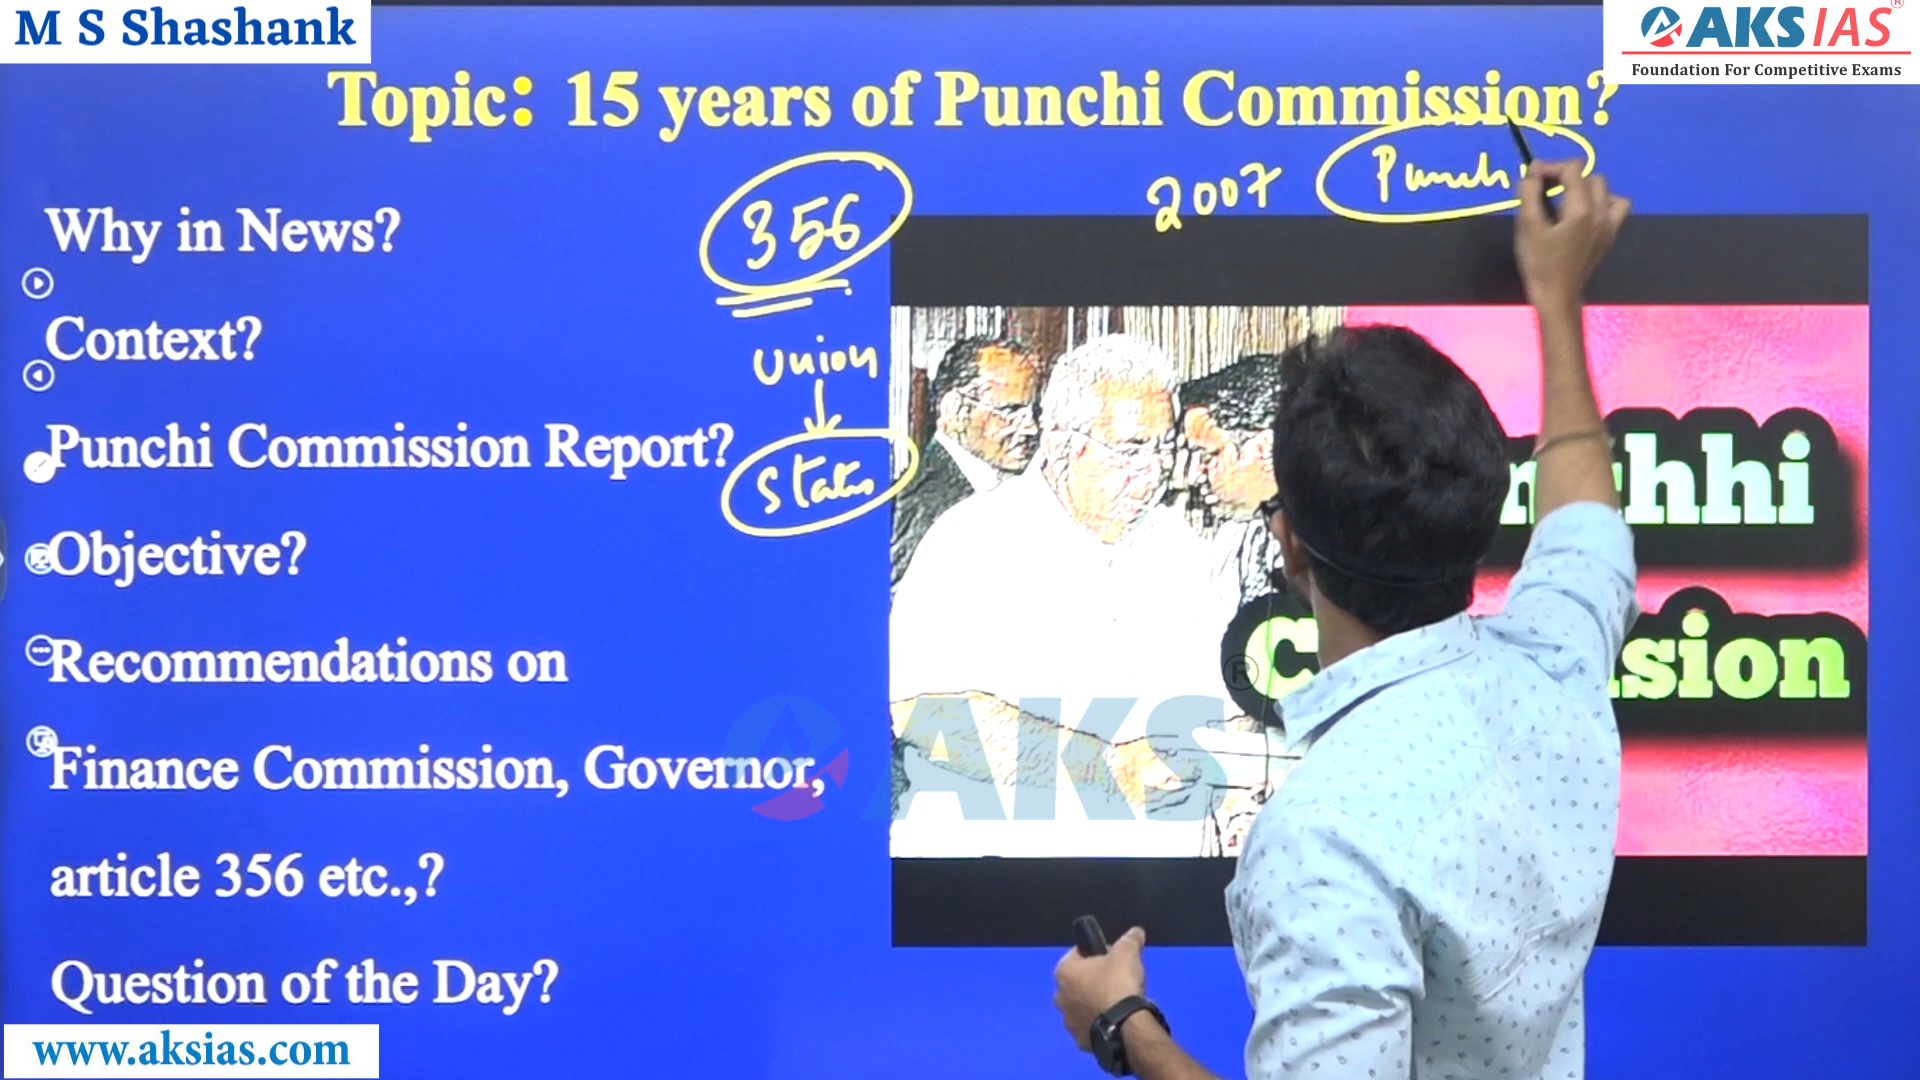 M S Shashank
AKS IAS®
Foundation For Competitive Exams
Topic: 15 years of Punchi Commission?
2007
356
Why in News?
Union
Context?
Punchi Commission Report?
States
Objective?
Recommendations on
Finance Commission, Governor,
article 356 etc.,?
Question of the Day?
AKS®
www.aksias.com